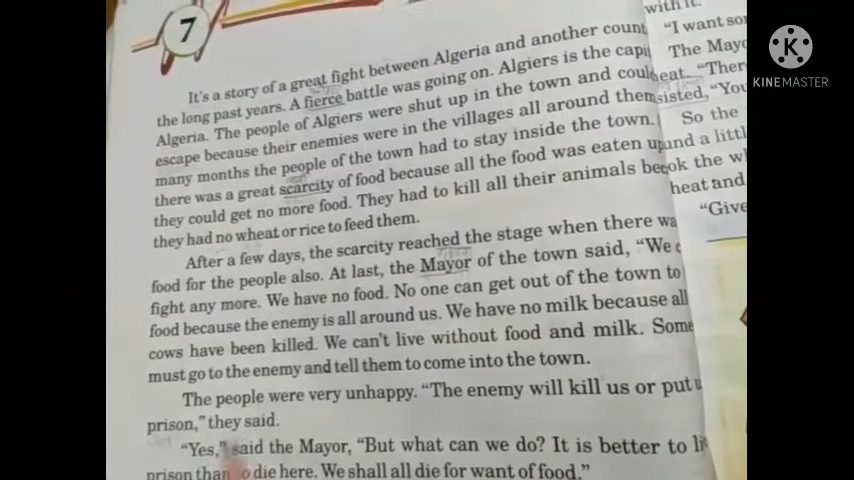 7
It's a story of a great fight between Algeria and another
the long past years. A fierce battle was going on. Algiers is the
Algeria. The people of Algiers were shut up in the town and
escape because their enemies were in the villages all around them
many months the people of the town had to stay inside the town.
there was a great scarcity of food because all the food was eaten
they could get no more food. They had to kill all their animals
they had no wheat or rice to feed them.
After a few days, the scarcity reached the stage when there
food for the people also. At last, the Mayor of the town said, "We
fight any more. We have no food. No one can get out of the town to
food because the enemy is all around us. We have no milk because all
cows have been killed. We can't live without food and milk. Some
must go to the enemy and tell them to come into the town.
The people were very unhappy. "The enemy will kill us or put
prison," they said.
"Yes," said the Mayor, "But what can we do? It is better to
prison than to die here. We shall all die for want of food."
with it.
"I want
The
heat.
"You
So the
a
the
heat and
"Give
K
KINEMASTER